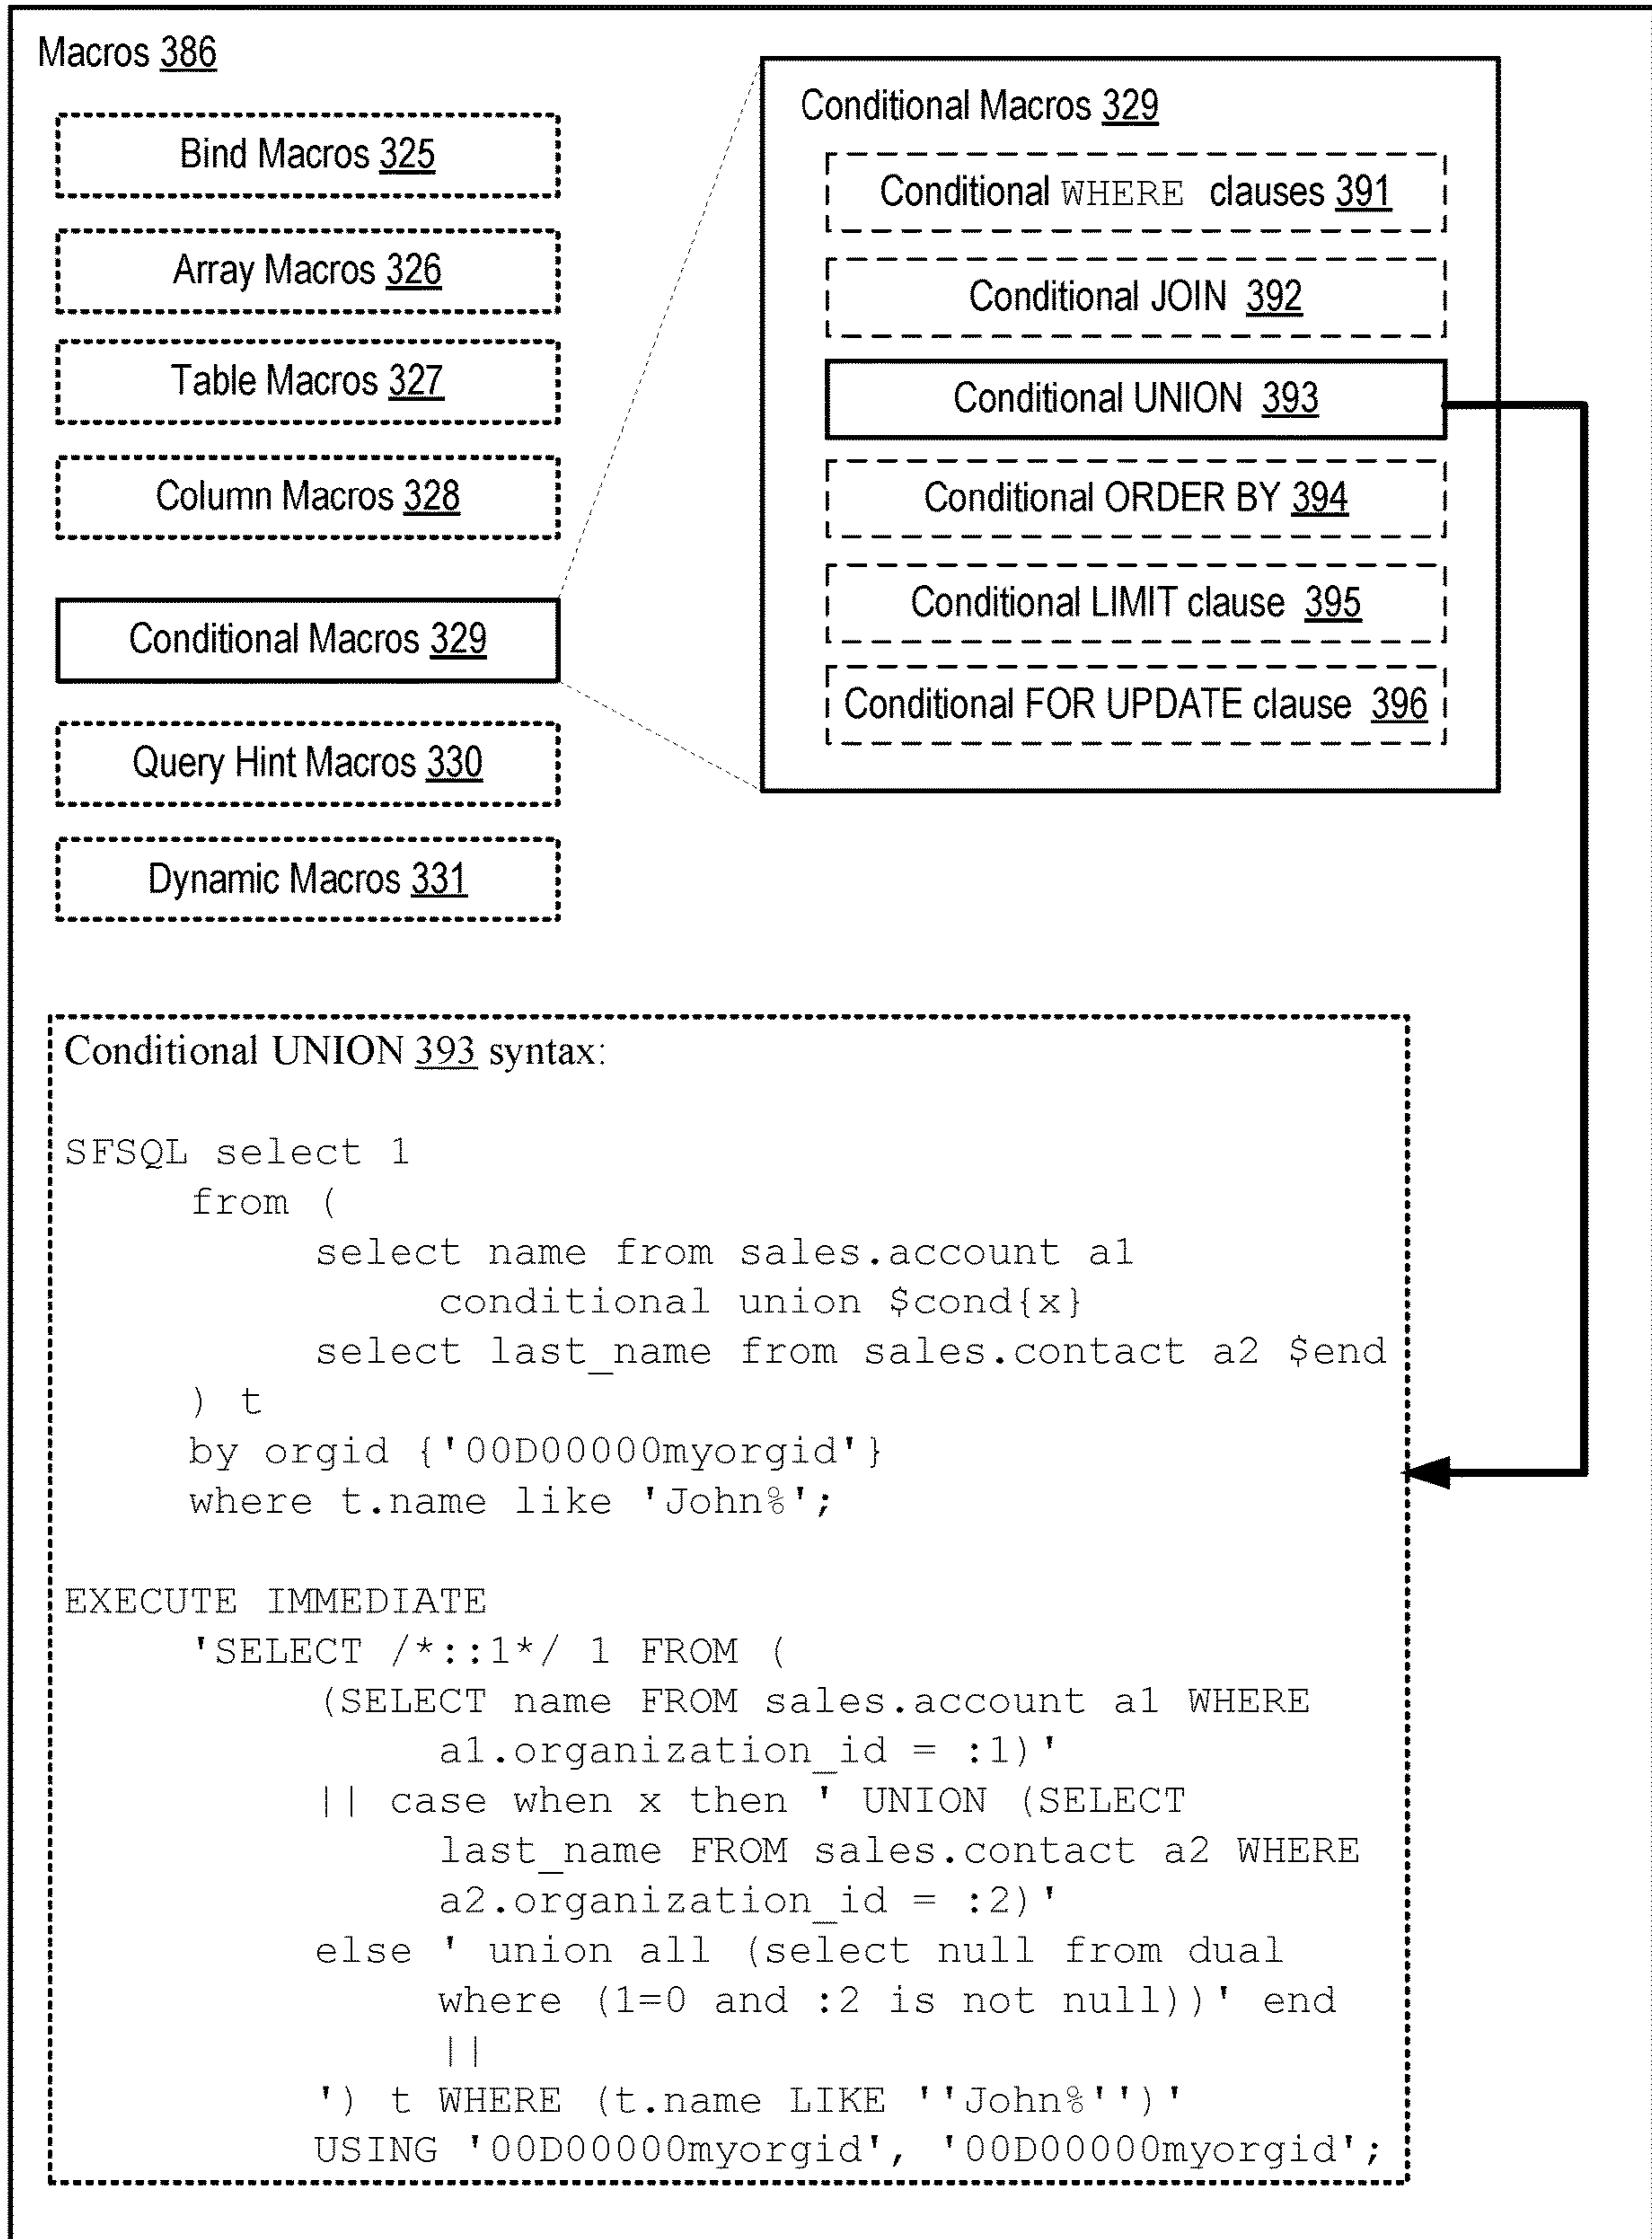 Macros 386
Bind Macros 325
Array Macros 326
Table Macros 327
Column Macros 328
Conditional Macros 329
Query Hint Macros 330
Dynamic Macros 331
Conditional Macros 329
Conditional WHERE clauses 391
Conditional JOIN 392
Conditional UNION 393
Conditional ORDER BY 394
Conditional LIMIT clause 395
Conditional FOR UPDATE clause 396
Conditional UNION 393 syntax:
SFSQL select 1
from (
select name from sales.account a1
conditional union $cond{x}
select last_name from sales.contact a2 $end
) t
by orgid {'00D00000myorgid'}
where t.name like 'John%';
EXECUTE IMMEDIATE
'SELECT /*::1*/ 1 FROM (
(SELECT name FROM sales.account a1 WHERE
a1.organization_id = :1)'
|| case when x then ' UNION (SELECT
last_name FROM sales.contact a2 WHERE
a2.organization_id = :2)'
else ' union all (select null from dual
where (1=0 and :2 is not null))' end
||
') t WHERE (t.name LIKE ''John%'')'
USING '00D00000myorgid', '00D00000myorgid';